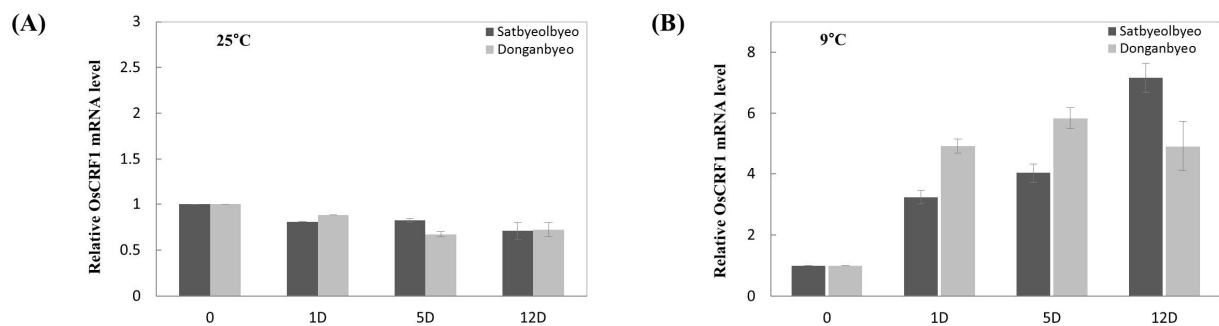 (A)
Relative OsCRF1 mRNA level
3
2.5
2
1.5
1
0.5
0
25°C
Satbyeolbyeo
Donganbyeo
0 1D 5D 12D
(B)
Relative OsCRF1 mRNA level
8
6
4
2
0
9°C
Satbyeolbyeo
Donganbyeo
0 1D 5D 12D